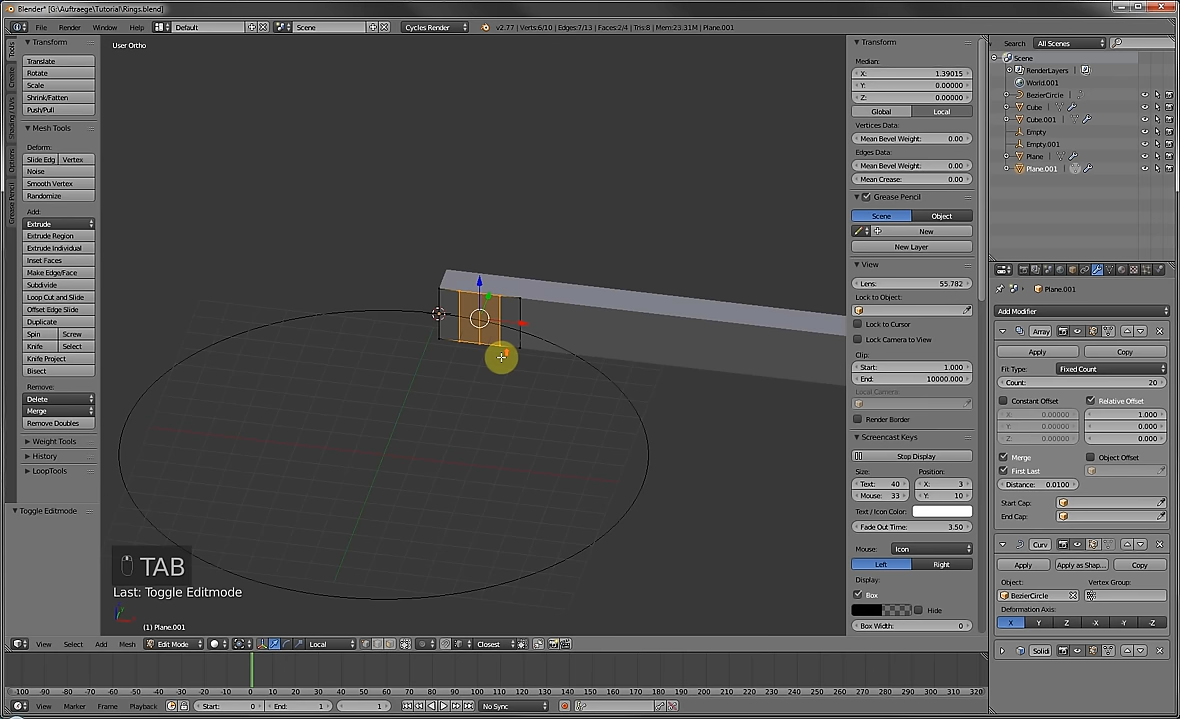 Blender* [G:\Auftraege\Tutorial\Rings.blend]
File Render Window Help Default Scene Cycles Render v2.77 | Verts:6/10 | Edges:7/13 | Faces:2/4 | Tris:8 | Mem:23.31M | Plane.001
Tools
Create
Shading / UVs
Options
Grease Pencil
Transform
Translate
Rotate
Scale
Shrink/Fatten
Push/Pull
Mesh Tools
Deform:
Slide Edg Vertex
Noise
Smooth Vertex
Randomize
Add:
Extrude
Extrude Region
Extrude Individual
Inset Faces
Make Edge/Face
Subdivide
Loop Cut and Slide
Offset Edge Slide
Duplicate
Spin Screw
Knife Select
Knife Project
Bisect
Remove:
Delete
Merge
Remove Doubles
Weight Tools
History
LoopTools
Toggle Editmode
User Ortho
TAB
Last: Toggle Editmode
(1) Plane.001
Transform
Median:
X: 1.39015
Y: 0.00000
Z: 0.00000
Global Local
Vertices Data:
Mean Bevel Weight: 0.00
Edges Data:
Mean Bevel Weight: 0.00
Mean Crease: 0.00
Grease Pencil
Scene Object
New
New Layer
View
Lens: 55.782
Lock to Object:
Lock to Cursor
Lock Camera to View
Clip:
Start: 1.000
End: 10000.000
Local Camera:
Render Border
Screencast Keys
Stop Display
Size: Position:
Text: 40 X: 3
Mouse: 33 Y: 10
Text / Icon Color:
Fade Out Time: 3.50
Mouse: Icon
Left Right
Display:
Box
Hide
Box Width: 0
Search All Scenes
Scene
RenderLayers
World.001
BezierCircle
Cube
Cube.001
Empty
Empty.001
Plane
Plane.001
Plane.001
Add Modifier
Array
Apply Copy
Fit Type: Fixed Count
Count: 20
Constant Offset Relative Offset
X: 0.00000 1.000
Y: 0.00000 0.000
Z: 0.00000 0.000
Merge Object Offset
First Last
Distance: 0.0100
Start Cap:
End Cap:
Curv
Apply Apply as Shap... Copy
Object: Vertex Group:
BezierCircle
Deformation Axis:
X Y Z -X -Y -Z
Solidi
View Select Add Mesh Edit Mode Local Closest
-100 -90 -80 -70 -60 -50 -40 -30 -20 -10 0 10 20 30 40 50 60 70 80 90 100 110 120 130 140 150 160 170 180 190 200 210 220 230 240 250 260 270 280 290 300 310 320
View Marker Frame Playback Start: 0 End: 1 1 No Sync